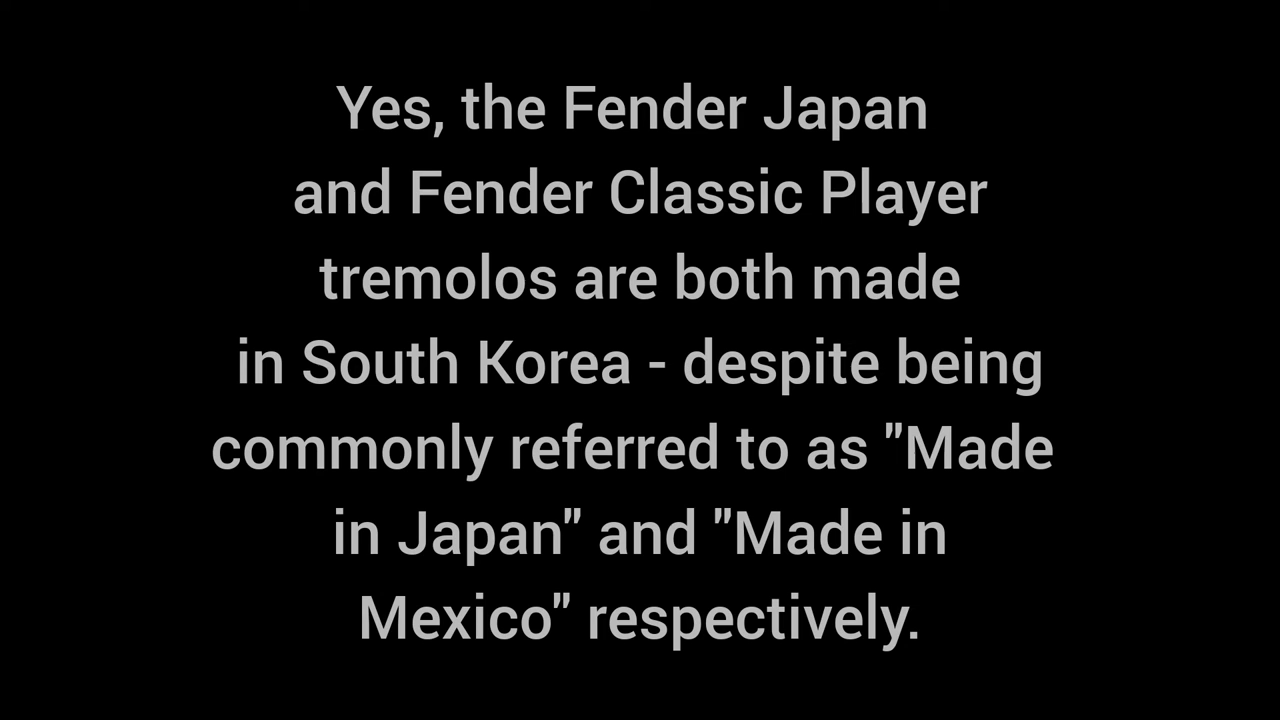 Yes, the Fender Japan
and Fender Classic Player
tremolos are both made
in South Korea - despite being
commonly referred to as "Made
in Japan" and "Made in
Mexico" respectively.